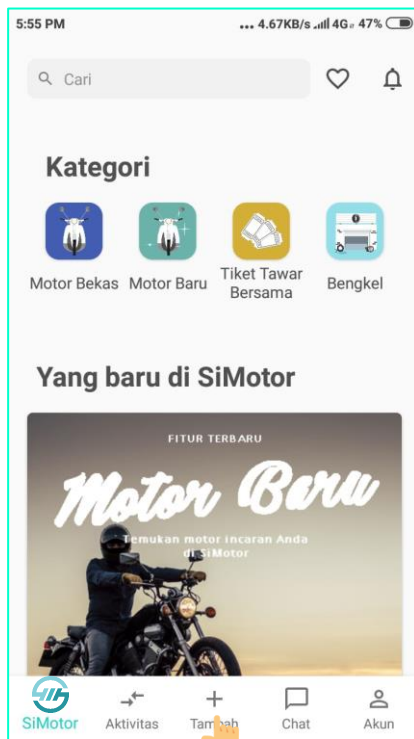 5:55 PM ... 4.67KB/s 4G 47%
Cari
Kategori
Motor Bekas
Motor Baru
Tiket Tawar
Bersama
Bengkel
Yang baru di SiMotor
FITUR TERBARU
Motor Baru
Temukan motor incaran Anda
di SiMotor
SiMotor
Aktivitas
Tambah
Chat
Akun